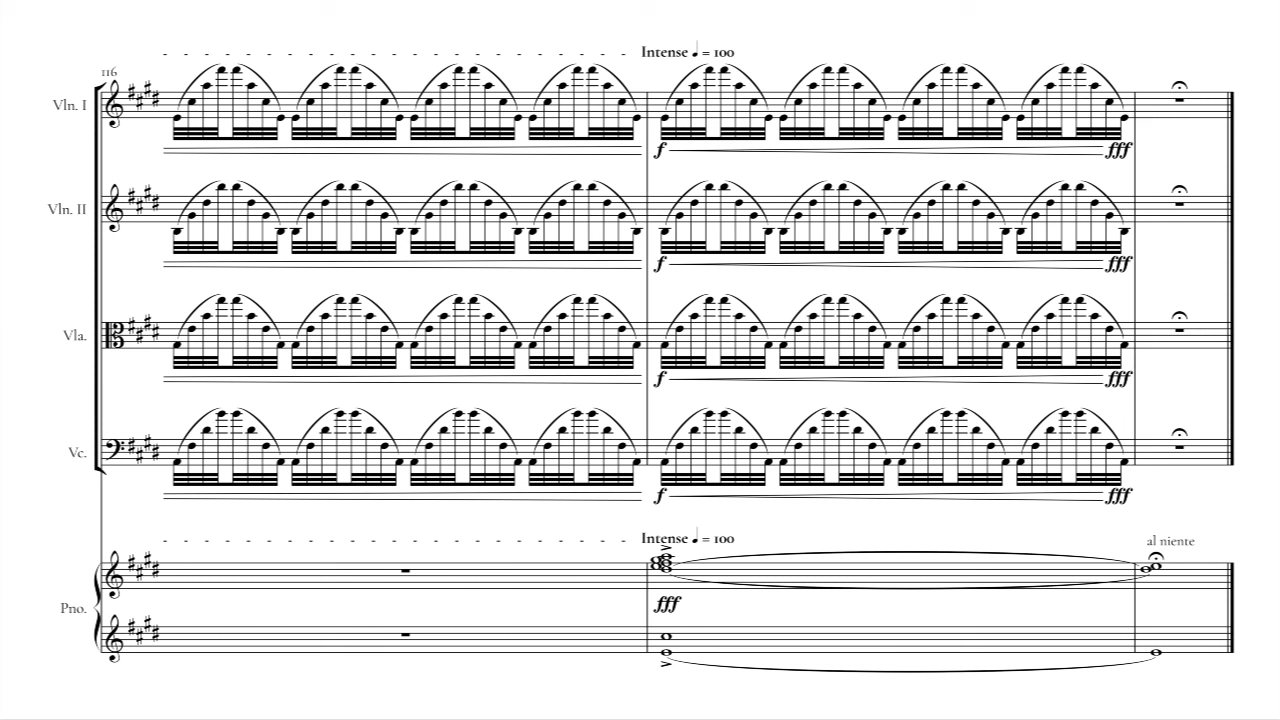 Intense ♩ = 100
116
Vln. I
f fff
Vln. II
f fff
Vla.
f fff
Vc.
f fff
Intense ♩ = 100
al niente
Pno.
fff